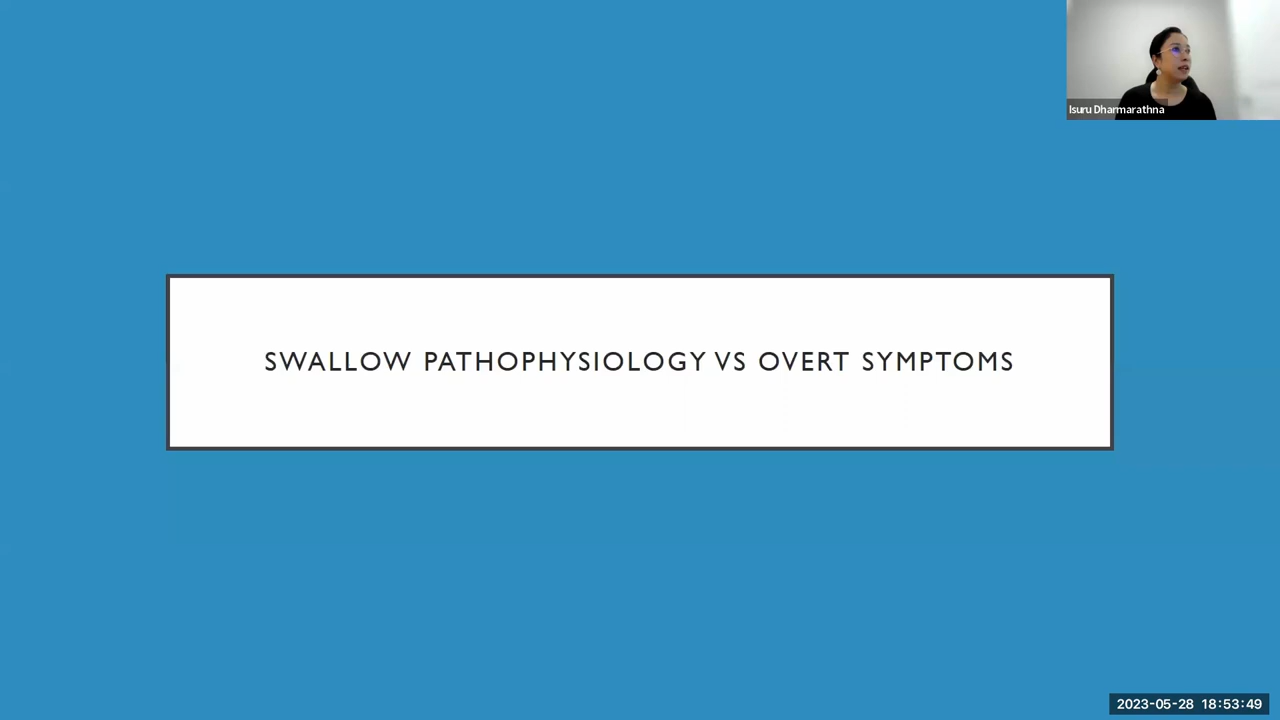 Isuru Dharmarathna
SWALLOW PATHOPHYSIOLOGY VS OVERT SYMPTOMS
2023-05-28 18:53:49